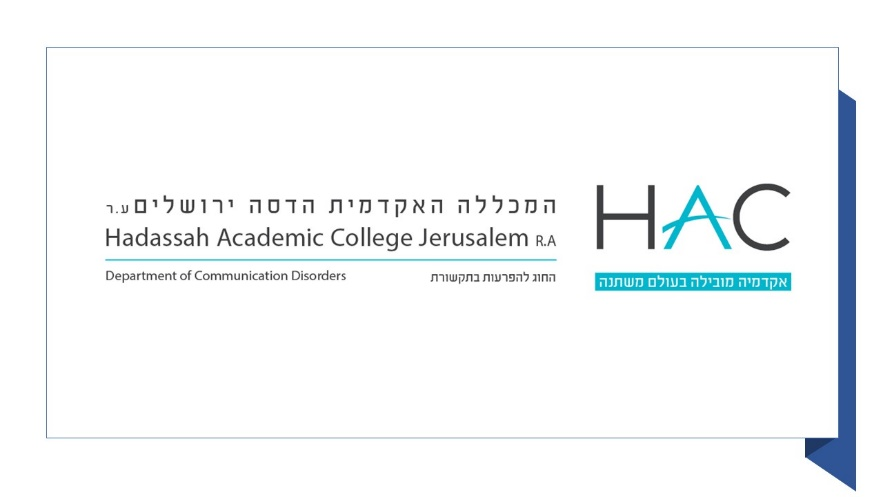 המכללה האקדמית הדסה ירושלים ע.ר
Hadassah Academic College Jerusalem R.A
Department of Communication Disorders
החוג להפרעות בתקשורת
HAC
אקדמיה מובילה בעולם משתנה